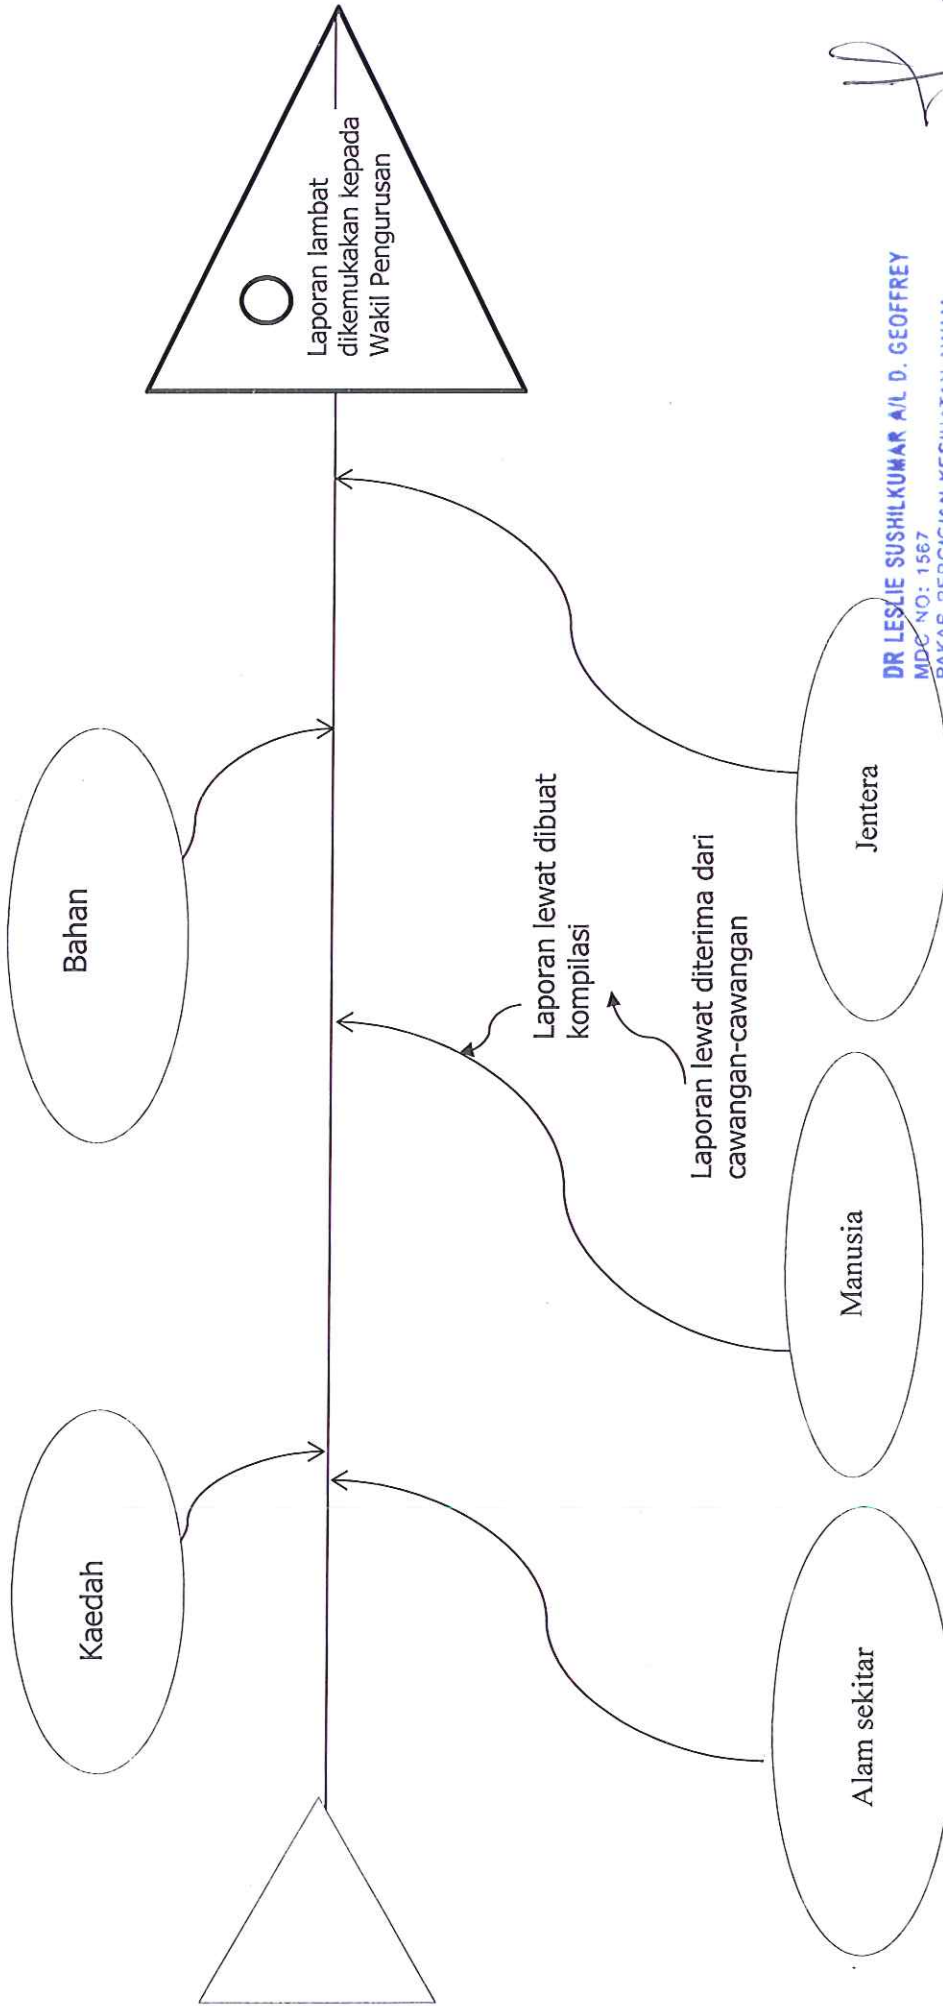 Kaedah
Bahan
Laporan lambat
dikemukakan kepada
Wakil Pengurusan
Laporan lewat dibuat
kompilasi
Laporan lewat diterima dari
cawangan-cawangan
Alam sekitar
Manusia
Jentera
DR LESLIE SUSHILKUMAR A/L D. GEOFFREY
MDC NO: 1567